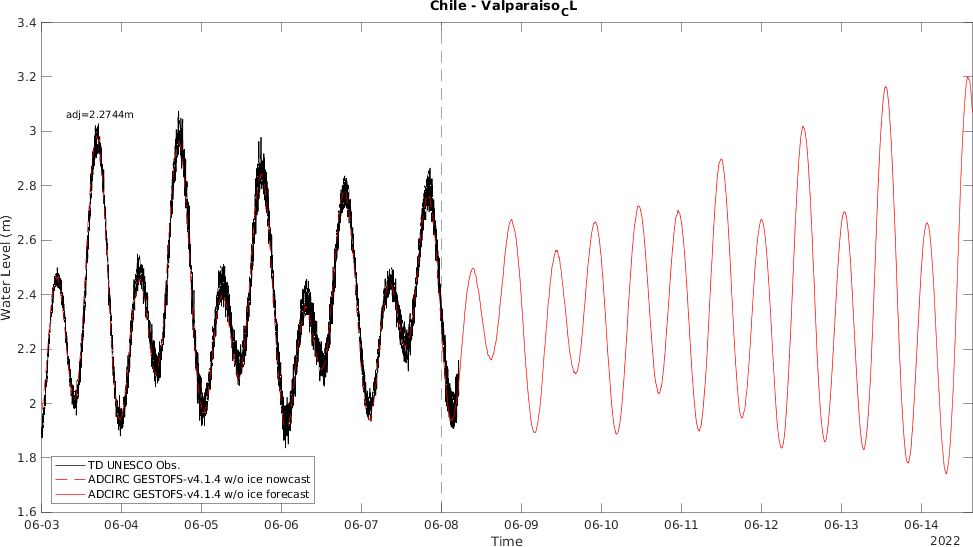 Chile - Valparaiso_CL
3.4
3.2
3
2.8
2.6
2.4
2.2
2
1.8
1.6
Water Level (m)
adj=2.2744m
TD UNESCO Obs.
ADCIRC GESTOFS-v4.1.4 w/o ice nowcast
ADCIRC GESTOFS-v4.1.4 w/o ice forecast
06-03 06-04 06-05 06-06 06-07 06-08 06-09 06-10 06-11 06-12 06-13 06-14
Time
2022